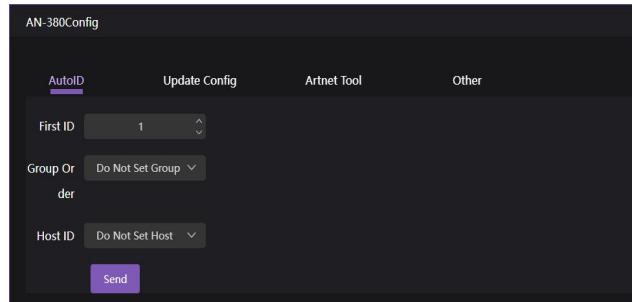 AN-380Config
AutoID Update Config Artnet Tool Other
First ID 1
Group Or Do Not Set Group
der
Host ID Do Not Set Host
Send